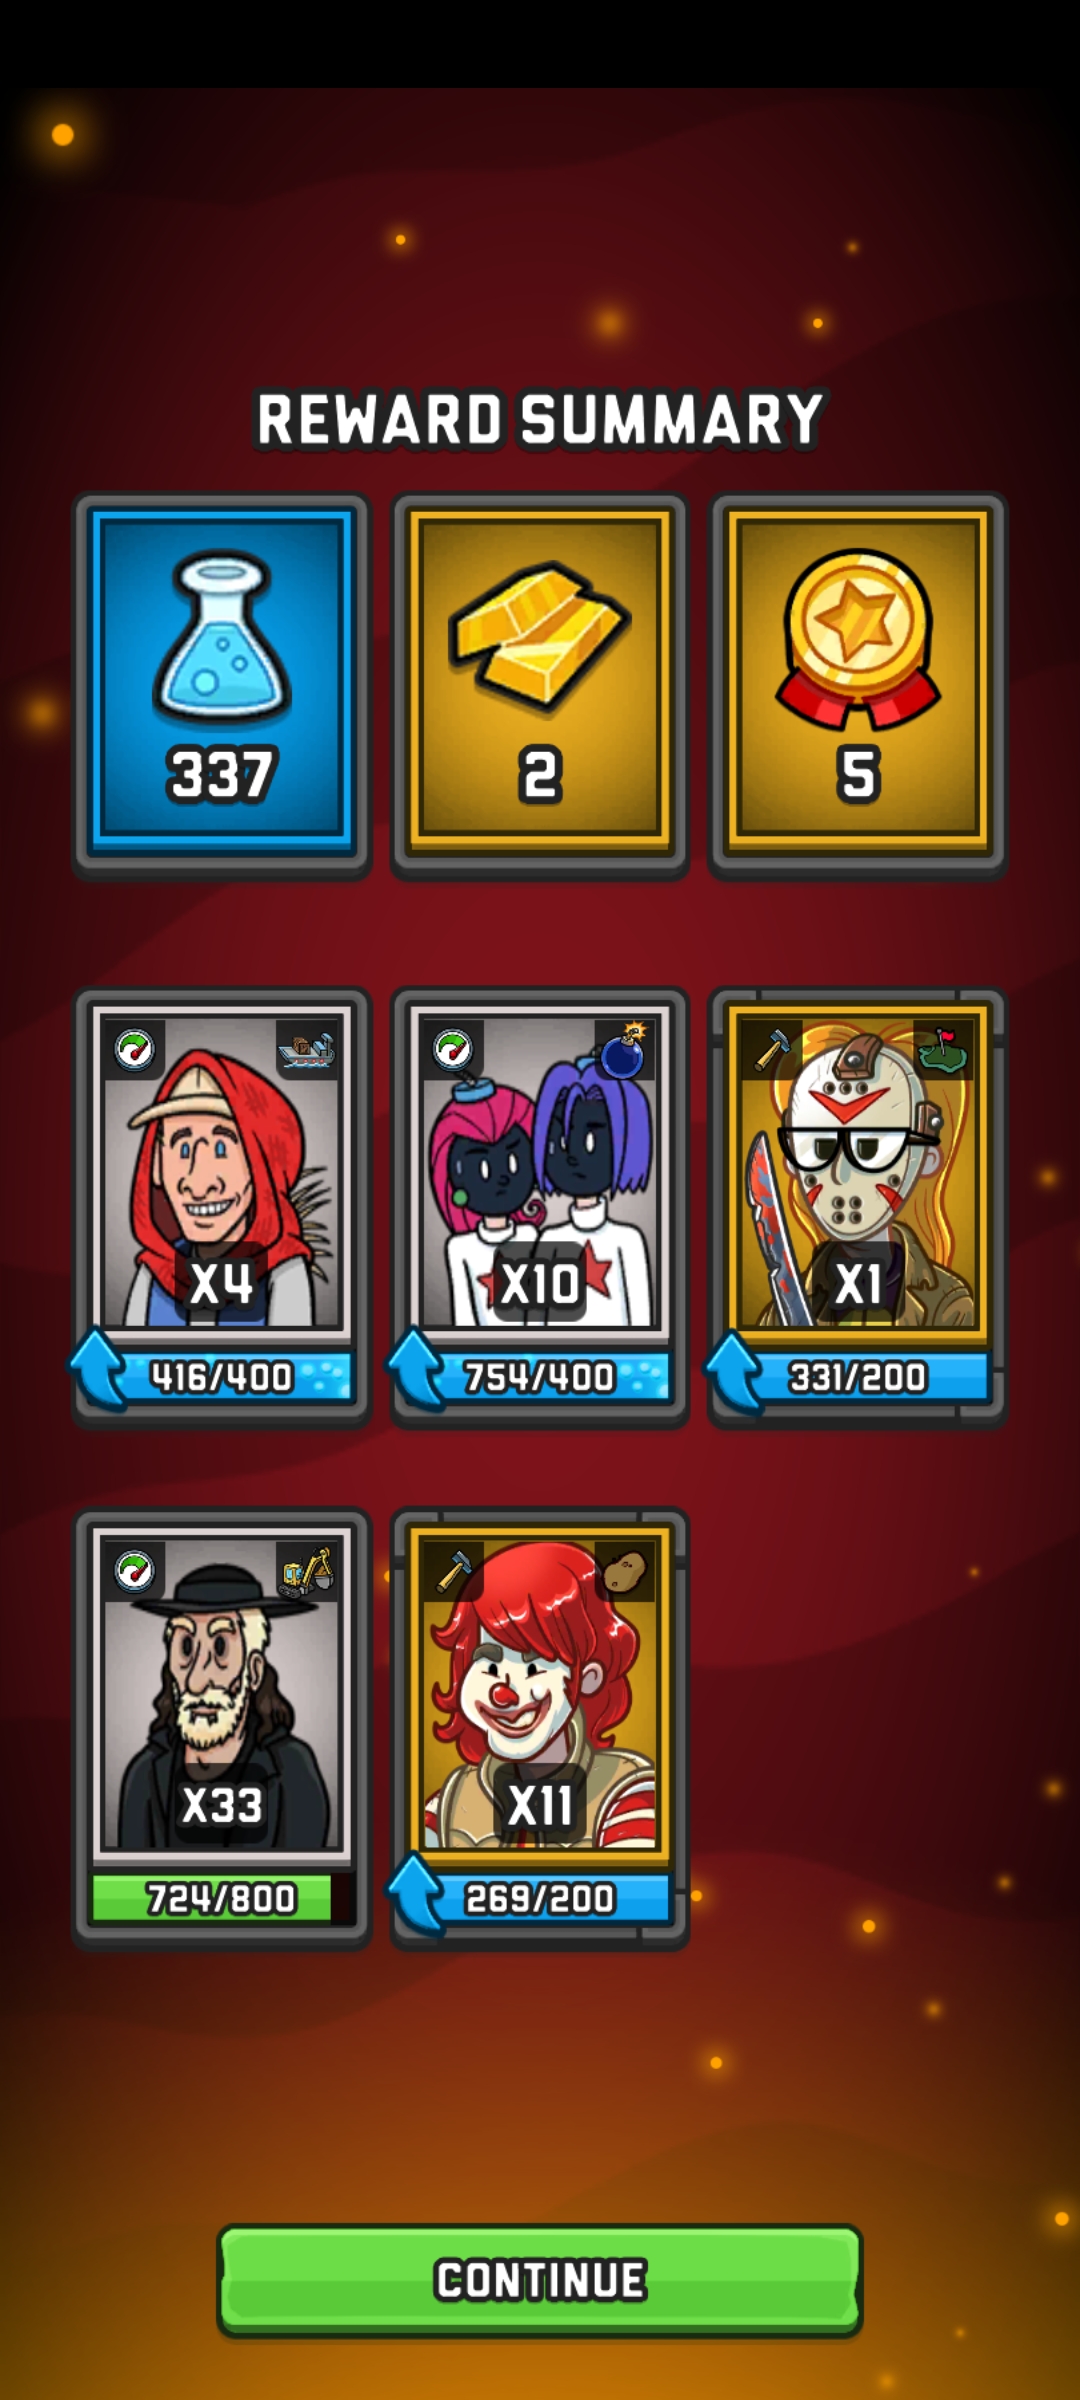 REWARD SUMMARY
337
2
5
X4
X10
X1
416/400
754/400
331/200
X33
X11
724/800
269/200
CONTINUE